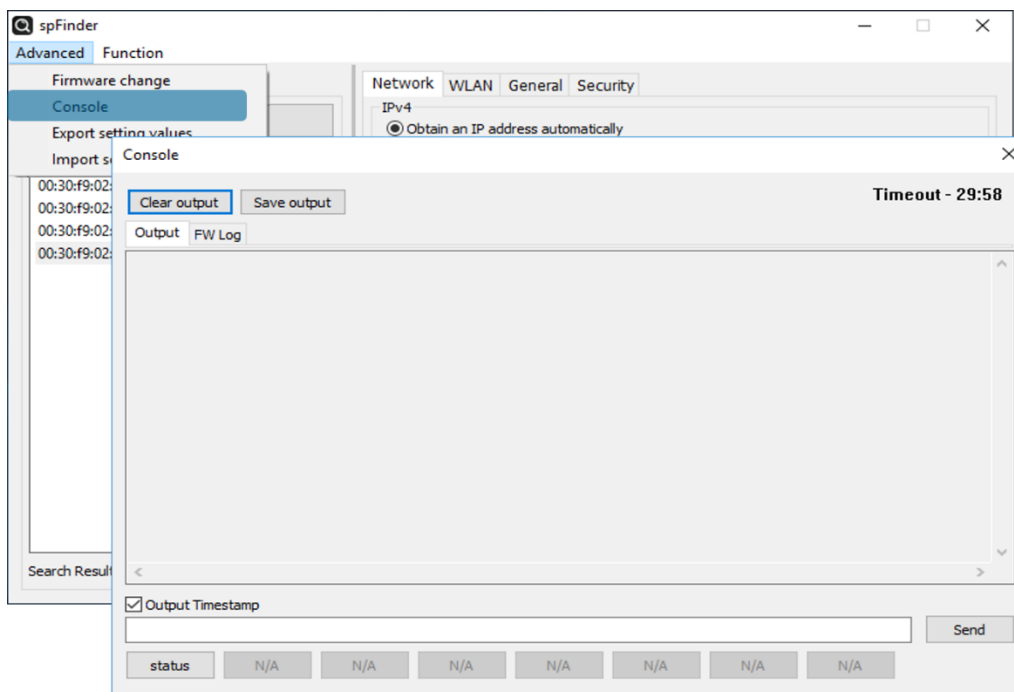 spFinder
Advanced Function
Firmware change
Console
Export setting values
Import s
Network WLAN General Security
IPv4
Obtain an IP address automatically
00:30:f9:02:
00:30:f9:02:
00:30:f9:02:
00:30:f9:02:
Search Result
Console
Clear output Save output
Timeout - 29:58
Output FW Log
Output Timestamp
Send
status N/A N/A N/A N/A N/A N/A N/A